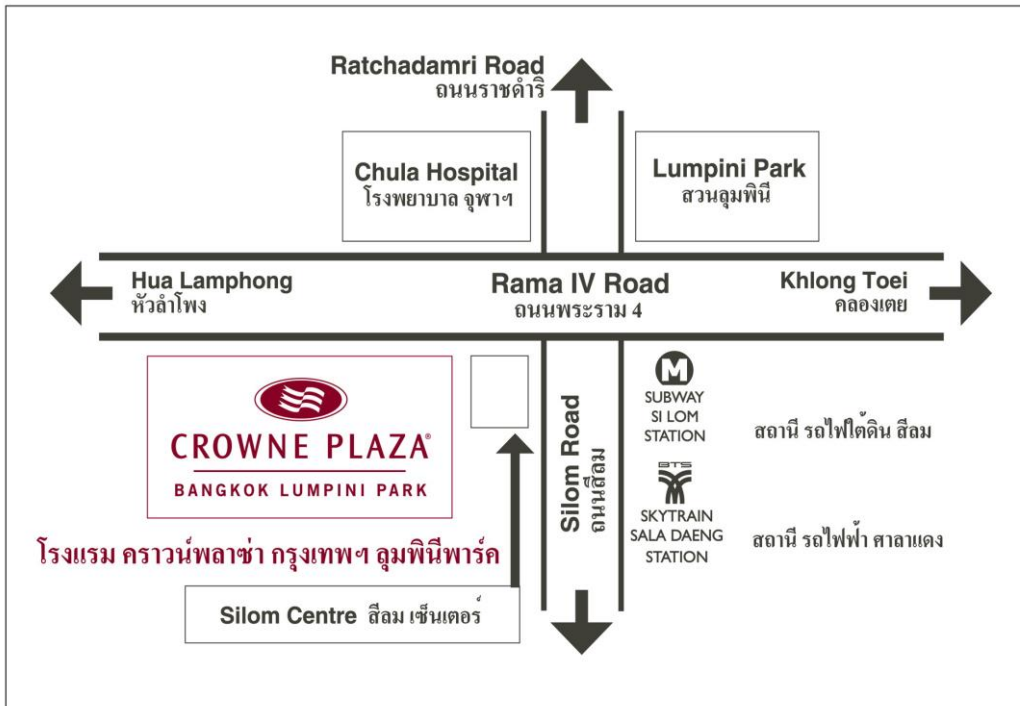 Ratchadamri Road
ถนนราชดำริ
Chula Hospital
โรงพยาบาล จุฬาฯ
Lumpini Park
สวนลุมพินี
Hua Lamphong
หัวลำโพง
Rama IV Road
ถนนพระราม 4
Khlong Toei
คลองเตย
CROWNE PLAZA®
BANGKOK LUMPINI PARK
โรงแรม คราวน์พลาซ่า กรุงเทพฯ ลุมพินีพาร์ค
Silom Centre สีลม เซ็นเตอร์
Silom Road
ถนนสีลม
M
SUBWAY
SI LOM
STATION
สถานี รถไฟใต้ดิน สีลม
BTS
SKYTRAIN
SALA DAENG
STATION
สถานี รถไฟฟ้า ศาลาแดง